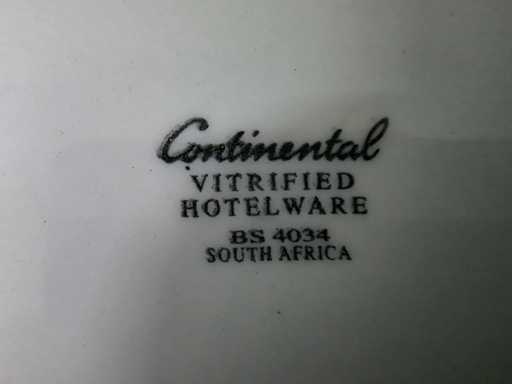 Continental
VITRIFIED
HOTELWARE
BS 4034
SOUTH AFRICA